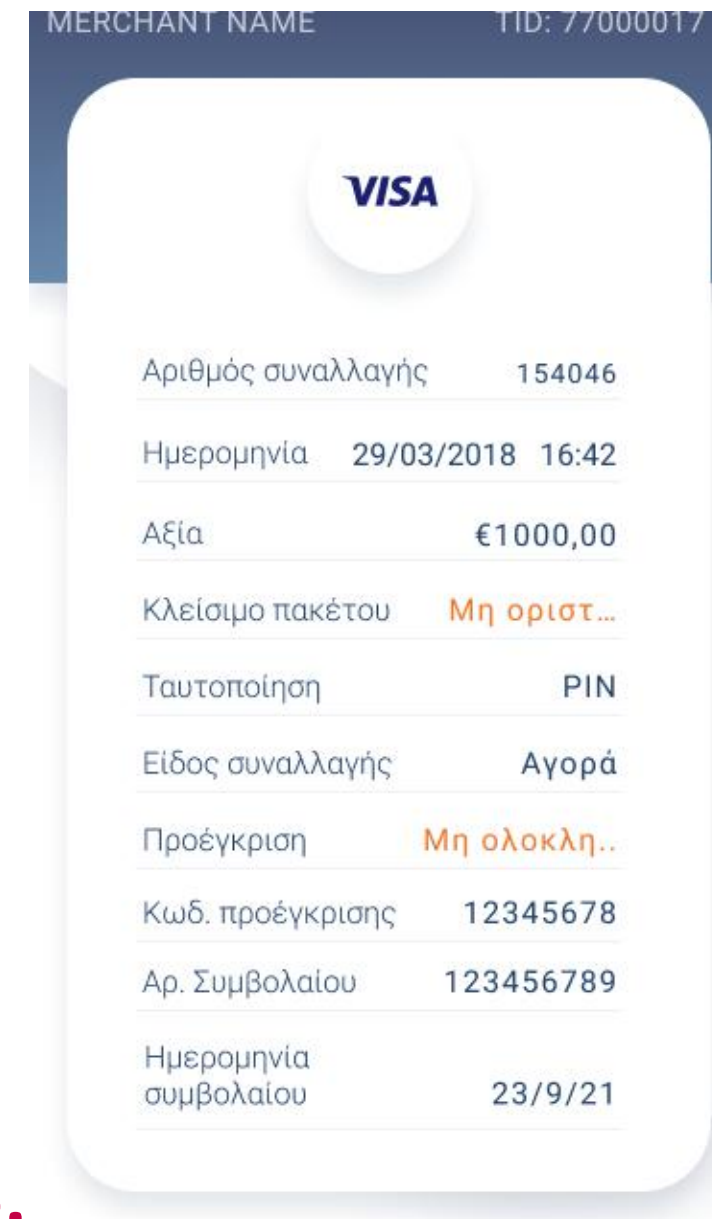 MERCHANT NAME TID: 77000017
VISA
Αριθμός συναλλαγής 154046
Ημερομηνία 29/03/2018 16:42
Αξία €1000,00
Κλείσιμο πακέτου Μη οριστ...
Ταυτοποίηση PIN
Είδος συναλλαγής Αγορά
Προέγκριση Μη ολοκλη..
Κωδ. προέγκρισης 12345678
Αρ. Συμβολαίου 123456789
Ημερομηνία
συμβολαίου 23/9/21